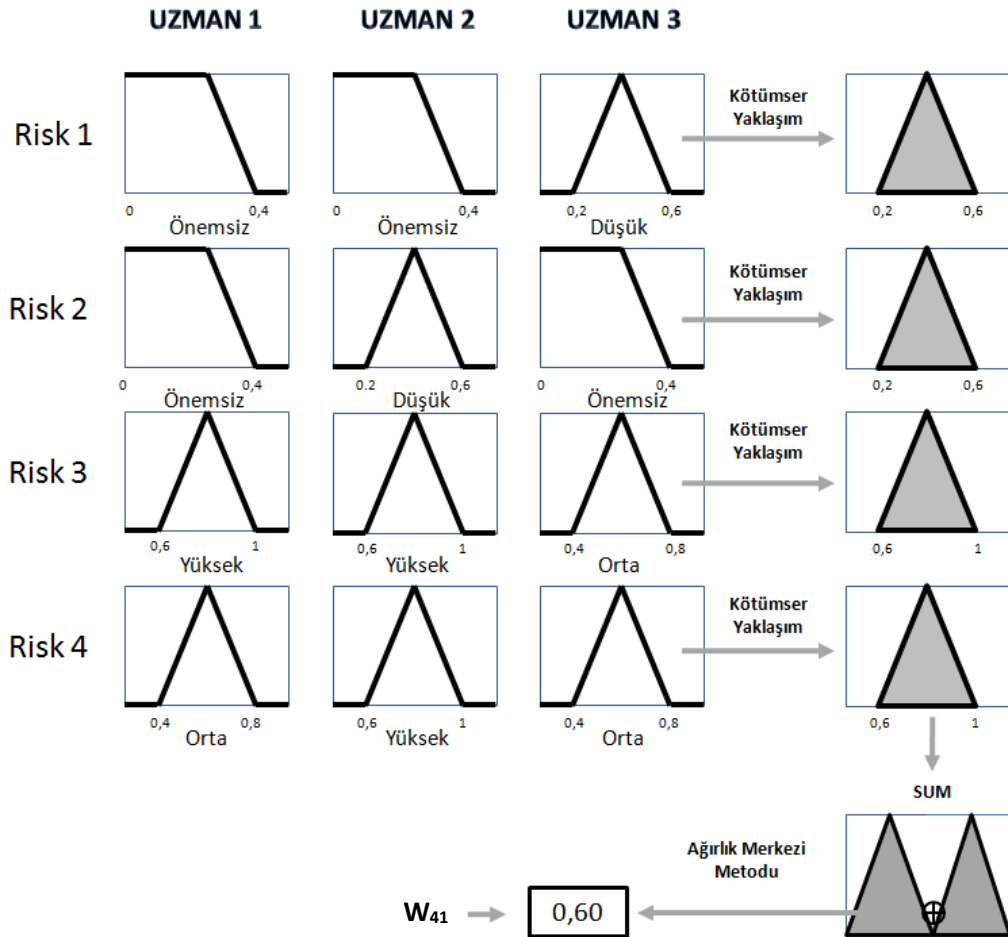 UZMAN 1 UZMAN 2 UZMAN 3
Risk 1
Kötümser
Yaklaşım
0 0,4 0 0,4 0,2 0,6 0,2 0,6
Önemsiz Önemsiz Düşük
Risk 2
Kötümser
Yaklaşım
0 0,4 0.2 0,6 0 0,4 0,2 0,6
Önemsiz Düşük Önemsiz
Risk 3
Kötümser
Yaklaşım
0,6 1 0,6 1 0,4 0,8 0,6 1
Yüksek Yüksek Orta
Risk 4
Kötümser
Yaklaşım
0,4 0,8 0,6 1 0,4 0,8 0,6 1
Orta Yüksek Orta
SUM
Ağırlık Merkezi
Metodu
W41 0,60